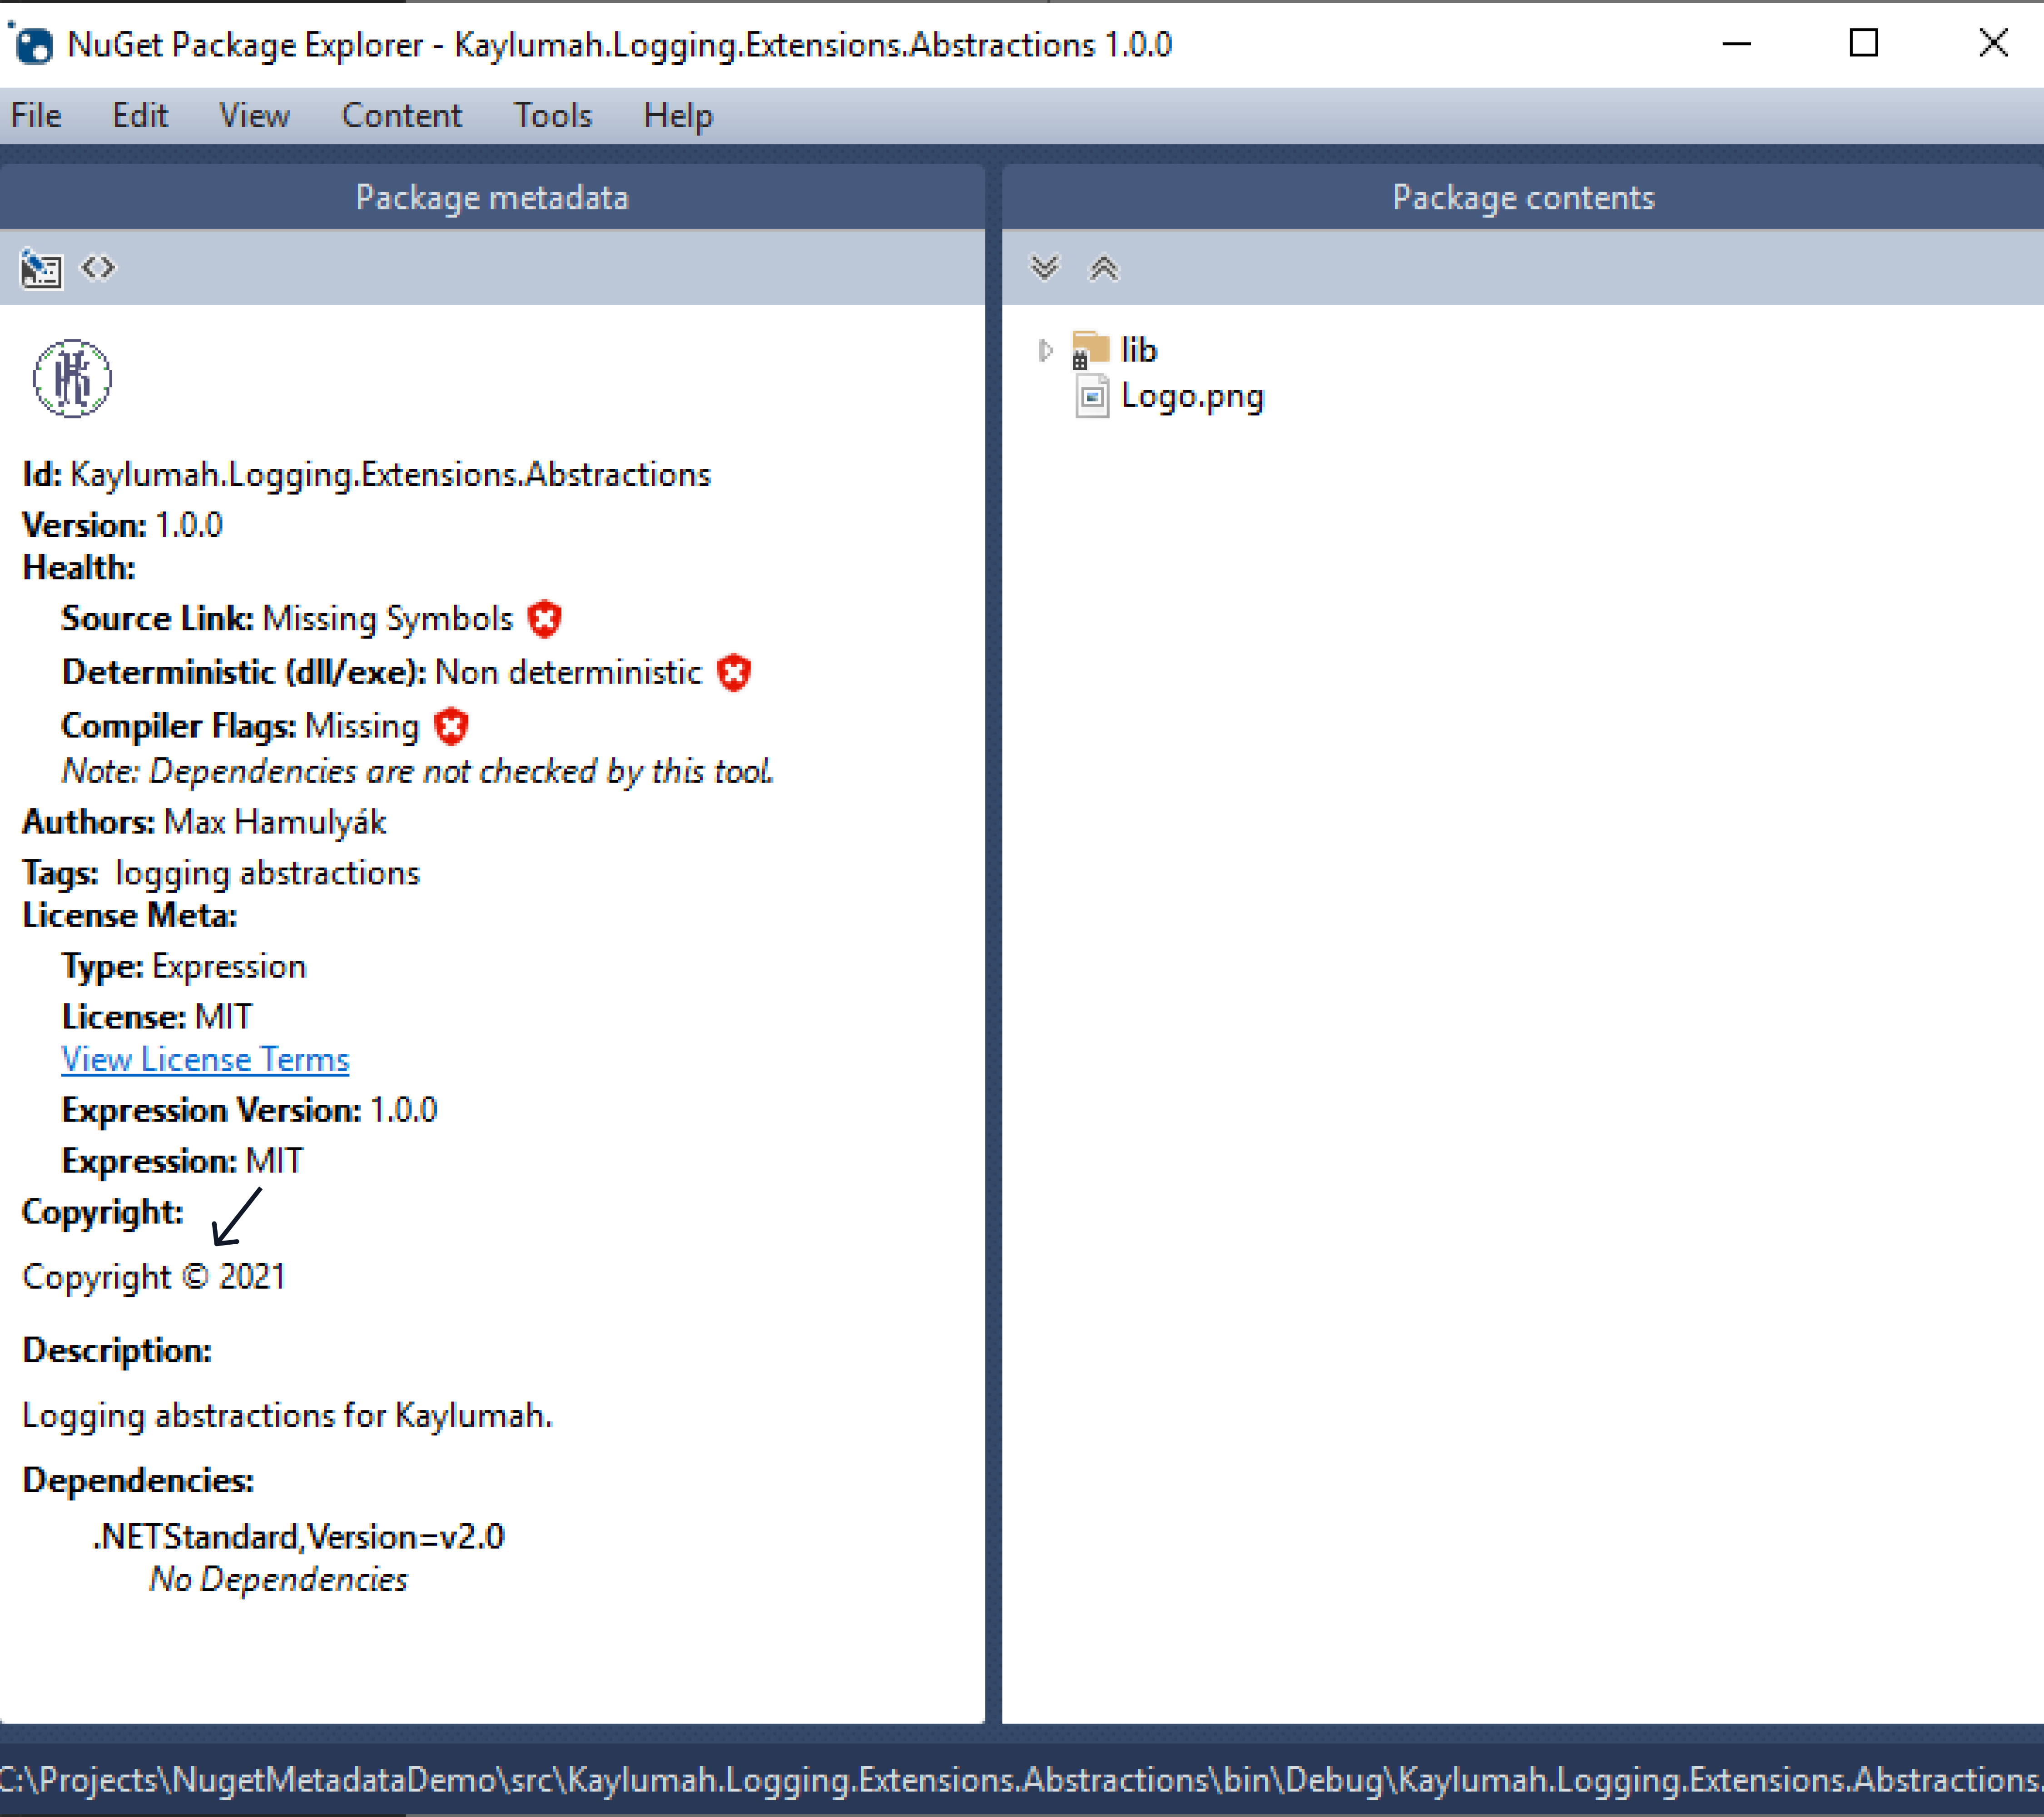 NuGet Package Explorer - Kaylumah.Logging.Extensions.Abstractions 1.0.0
File Edit View Content Tools Help
Package metadata
Id: Kaylumah.Logging.Extensions.Abstractions
Version: 1.0.0
Health:
Source Link: Missing Symbols
Deterministic (dll/exe): Non deterministic
Compiler Flags: Missing
Note: Dependencies are not checked by this tool.
Authors: Max Hamulyák
Tags: logging abstractions
License Meta:
Type: Expression
License: MIT
View License Terms
Expression Version: 1.0.0
Expression: MIT
Copyright:
Copyright © 2021
Description:
Logging abstractions for Kaylumah.
Dependencies:
.NETStandard,Version=v2.0
No Dependencies
Package contents
lib
Logo.png
C:\Projects\NugetMetadataDemo\src\Kaylumah.Logging.Extensions.Abstractions\bin\Debug\Kaylumah.Logging.Extensions.Abstractions.